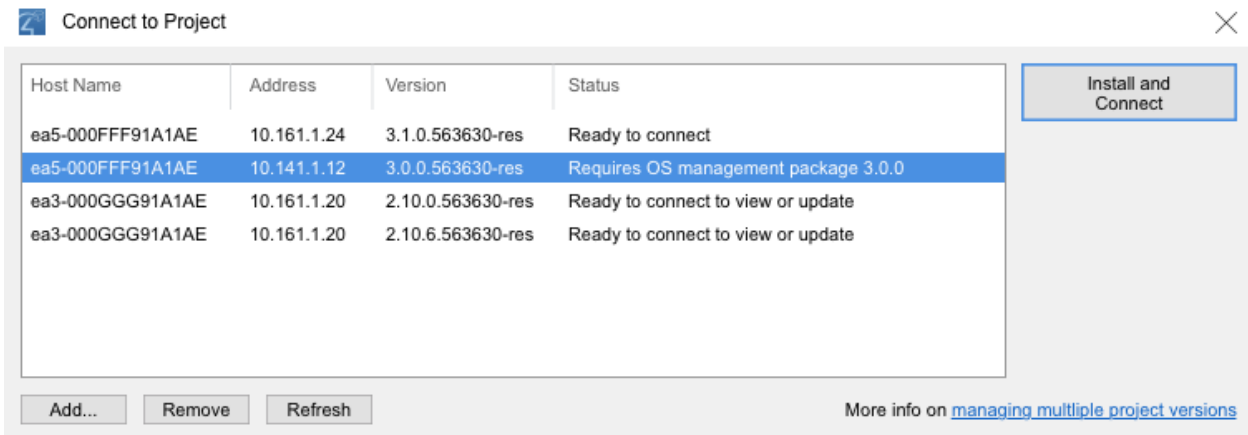 Connect to Project
Host Name Address Version Status
ea5-000FFF91A1AE 10.161.1.24 3.1.0.563630-res Ready to connect
ea5-000FFF91A1AE 10.141.1.12 3.0.0.563630-res Requires OS management package 3.0.0
ea3-000GGG91A1AE 10.161.1.20 2.10.0.563630-res Ready to connect to view or update
ea3-000GGG91A1AE 10.161.1.20 2.10.6.563630-res Ready to connect to view or update
Install and
Connect
Add... Remove Refresh
More info on managing multliple project versions